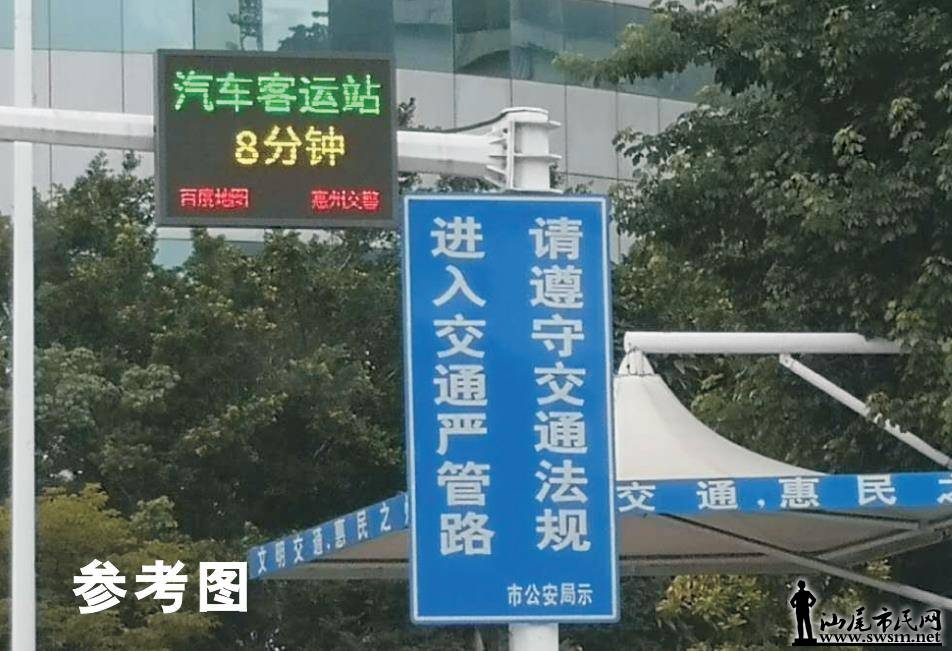 汽车客运站
8分钟
百度地图 惠州交警
进入交通严管路
请遵守交通法规
市公安局示
文明交通,惠民之
交通,惠民
参考图
汕尾市民网
www.swsm.net